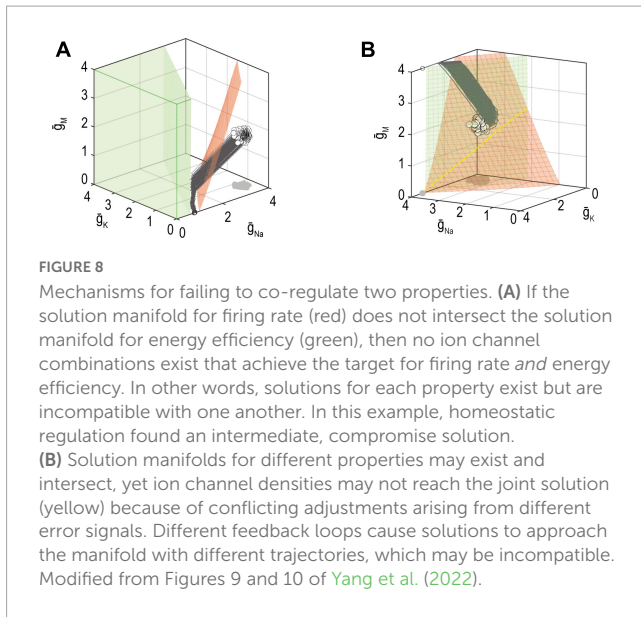 A
B
4
3
2
1
0
ḡM
4
3
2
1
0
ḡK
0
2
4
ḡNa
4
3
2
1
0
ḡM
4
3
2
1
0
ḡNa
4
2
0
ḡK
FIGURE 8
Mechanisms for failing to co-regulate two properties. (A) If the
solution manifold for firing rate (red) does not intersect the solution
manifold for energy efficiency (green), then no ion channel
combinations exist that achieve the target for firing rate and energy
efficiency. In other words, solutions for each property exist but are
incompatible with one another. In this example, homeostatic
regulation found an intermediate, compromise solution.
(B) Solution manifolds for different properties may exist and
intersect, yet ion channel densities may not reach the joint solution
(yellow) because of conflicting adjustments arising from different
error signals. Different feedback loops cause solutions to approach
the manifold with different trajectories, which may be incompatible.
Modified from Figures 9 and 10 of Yang et al. (2022).